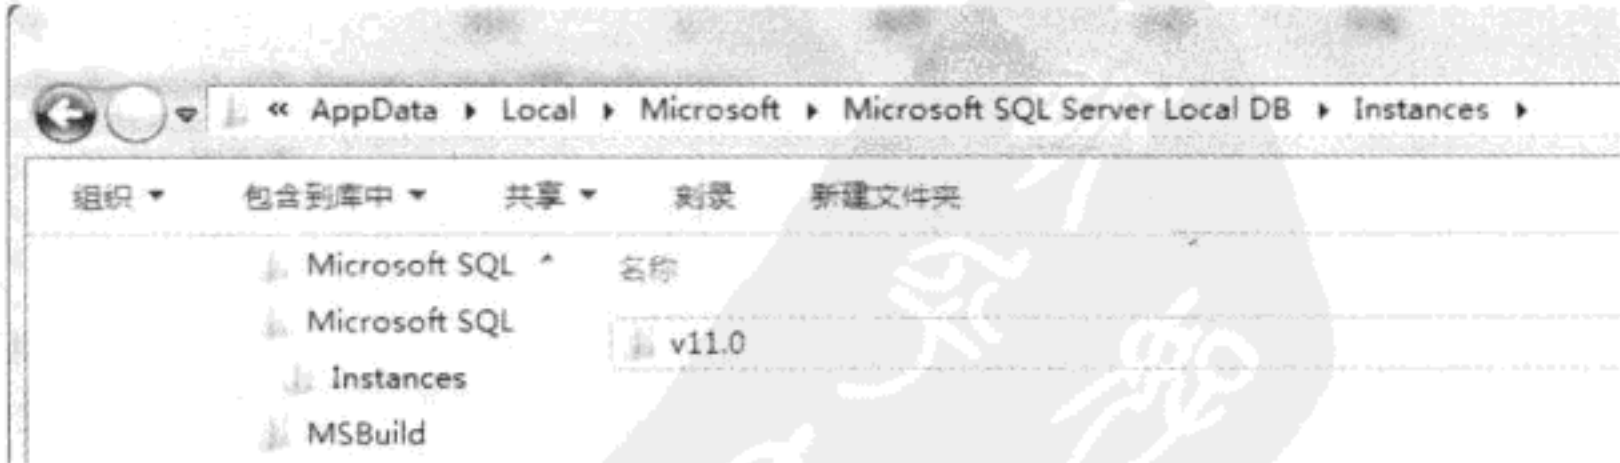 « AppData ▸ Local ▸ Microsoft ▸ Microsoft SQL Server Local DB ▸ Instances ▸
组织 ▾ 包含到库中 ▾ 共享 ▾ 刻录 新建文件夹
Microsoft SQL 名称
Microsoft SQL
v11.0
Instances
MSBuild